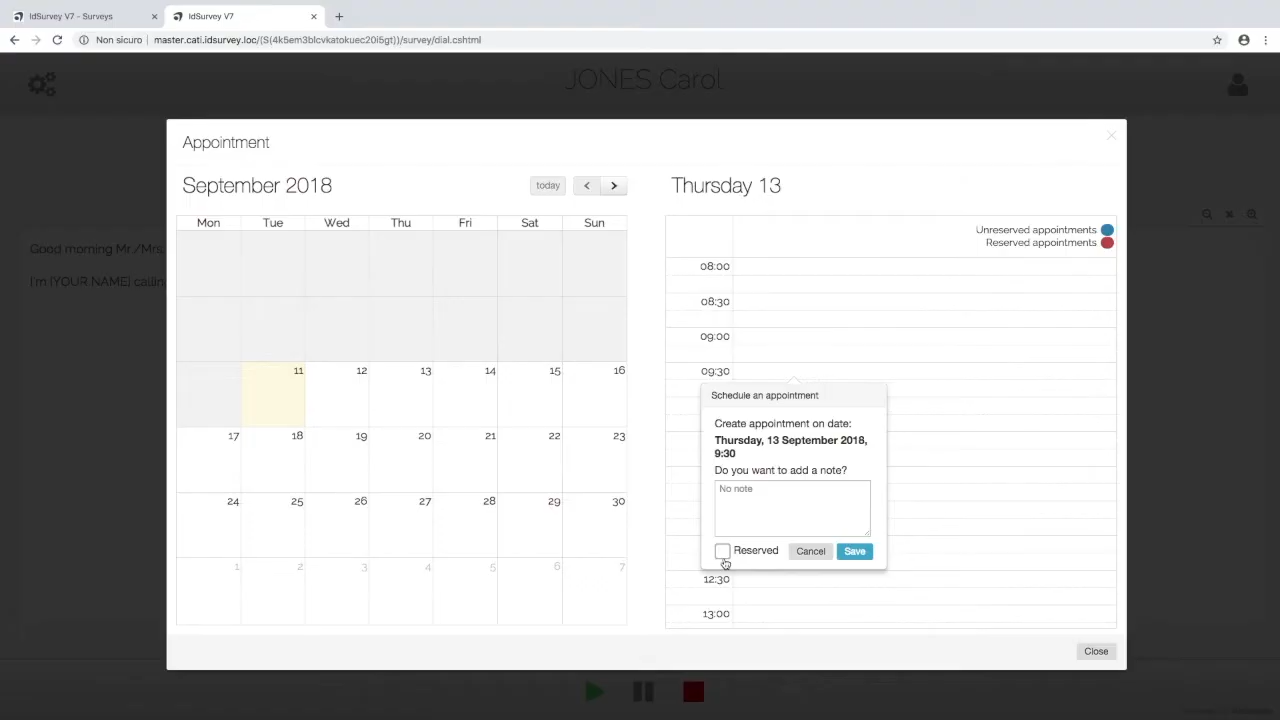 IdSurvey V7 - Surveys
IdSurvey V7
Non sicuro
master.cati.idsurvey.loc/(S(4k5em3blcvkatokuec20i5gt))/survey/dial.cshtml
JONES Carol
Appointment
September 2018
today
Mon Tue Wed Thu Fri Sat Sun
11 12 13 14 15 16
17 18 19 20 21 22 23
24 25 26 27 28 29 30
1 2 3 4 5 6 7
Thursday 13
Unreserved appointments
Reserved appointments
08:00
08:30
09:00
09:30
Schedule an appointment
Create appointment on date:
Thursday, 13 September 2018,
9:30
Do you want to add a note?
No note
Reserved
Cancel
Save
12:30
13:00
Close
Good morning Mr./Mrs.
I'm [YOUR NAME] calling